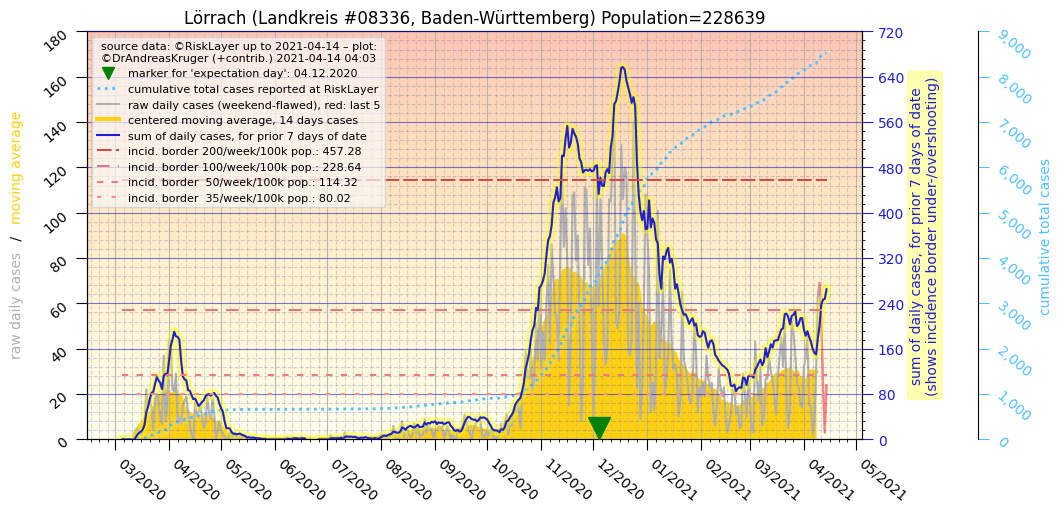 Lörrach (Landkreis #08336, Baden-Württemberg) Population=228639
source data: ©RiskLayer up to 2021-04-14 – plot:
©DrAndreasKruger (+contrib.) 2021-04-14 04:03
marker for 'expectation day': 04.12.2020
cumulative total cases reported at RiskLayer
raw daily cases (weekend-flawed), red: last 5
centered moving average, 14 days cases
sum of daily cases, for prior 7 days of date
incid. border 200/week/100k pop.: 457.28
incid. border 100/week/100k pop.: 228.64
incid. border  50/week/100k pop.: 114.32
incid. border  35/week/100k pop.: 80.02
raw daily cases / moving average
180
160
140
120
100
80
60
40
20
0
720
640
560
480
400
320
240
160
80
0
sum of daily cases, for prior 7 days of date
(shows incidence border under-/overshooting)
9,000
8,000
7,000
6,000
5,000
4,000
3,000
2,000
1,000
0
cumulative total cases
03/2020
04/2020
05/2020
06/2020
07/2020
08/2020
09/2020
10/2020
11/2020
12/2020
01/2021
02/2021
03/2021
04/2021
05/2021